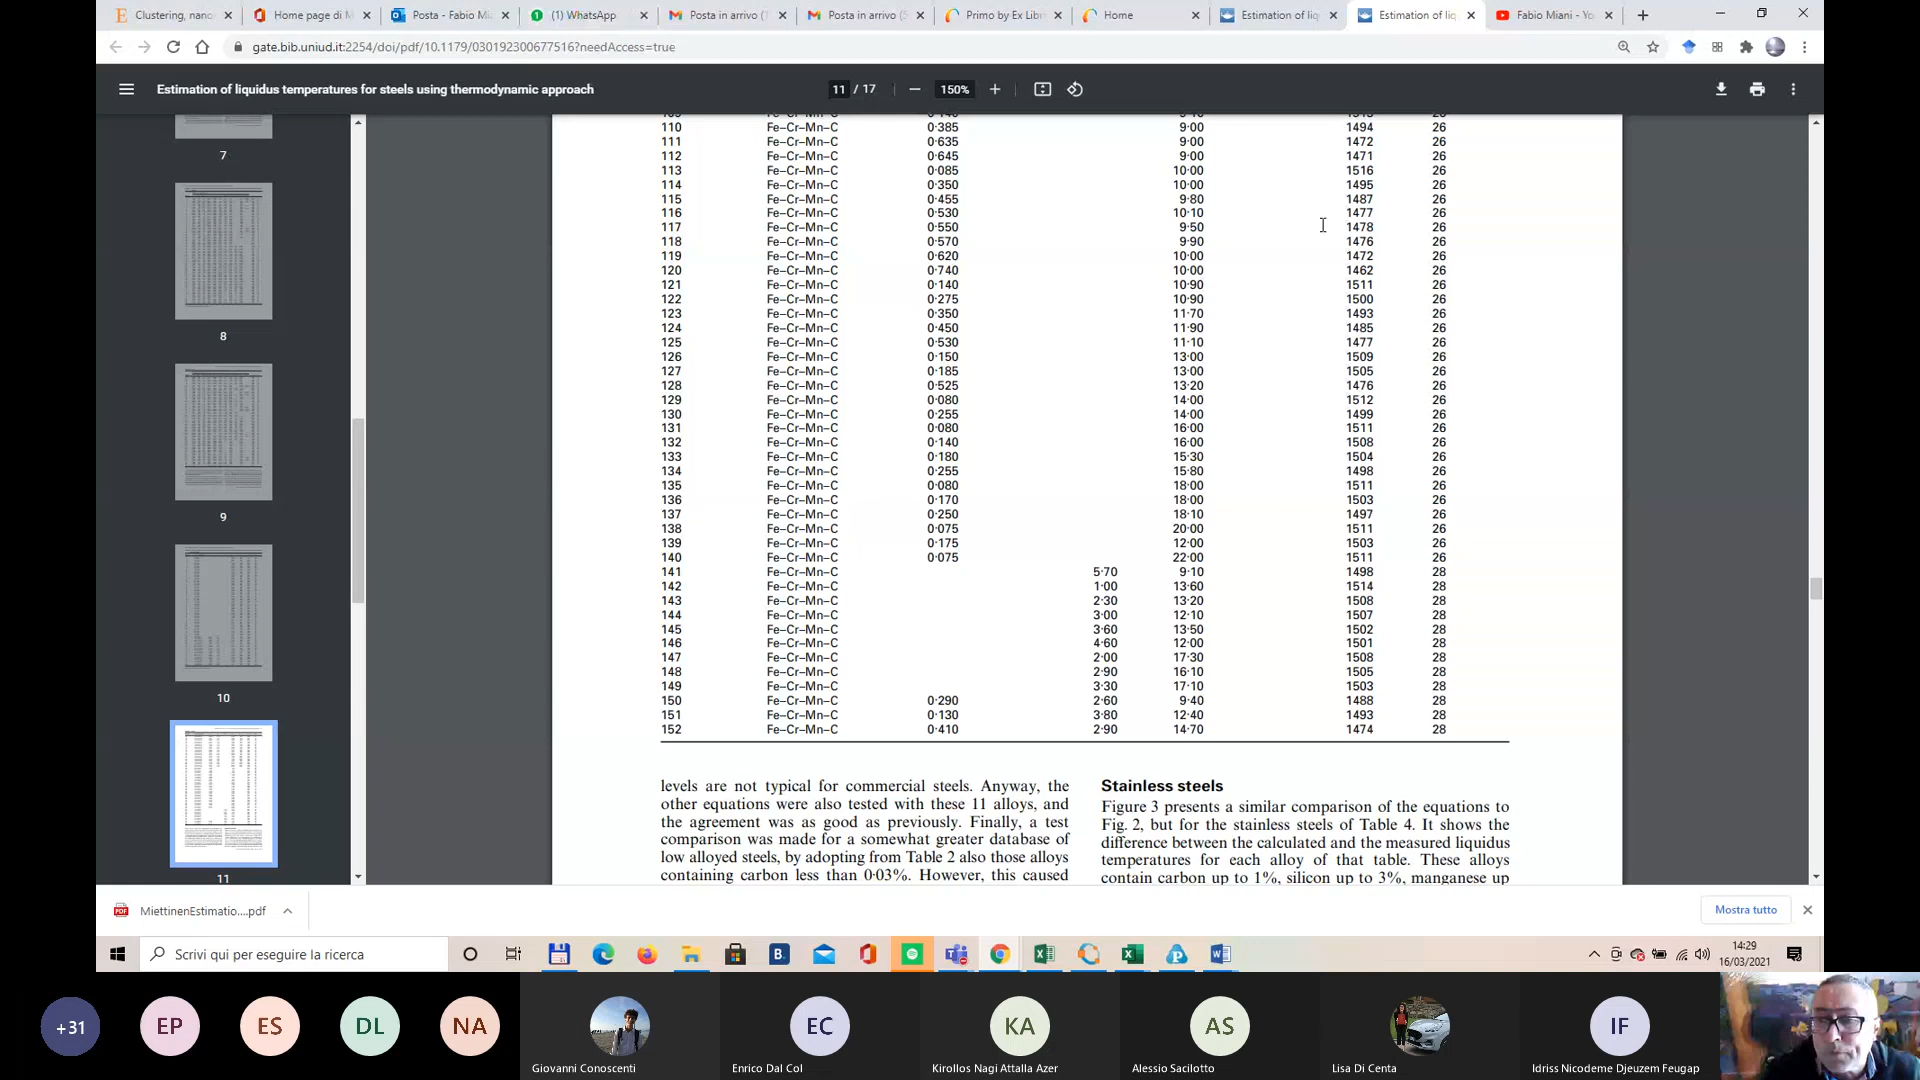 Clustering, nano
Home page di M
Posta - Fabio Mi
(1) WhatsApp
Posta in arrivo (
Posta in arrivo (
Primo by Ex Libr
Home
Estimation of liq
Estimation of liq
Fabio Miani - Yo
gate.bib.uniud.it:2254/doi/pdf/10.1179/030192300677516?needAccess=true
Estimation of liquidus temperatures for steels using thermodynamic approach
11 / 17
150%
7
8
9
10
11
110 Fe–Cr–Mn–C 0·385 9·00 1494 26
111 Fe–Cr–Mn–C 0·635 9·00 1472 26
112 Fe–Cr–Mn–C 0·645 9·00 1471 26
113 Fe–Cr–Mn–C 0·085 10·00 1516 26
114 Fe–Cr–Mn–C 0·350 10·00 1495 26
115 Fe–Cr–Mn–C 0·455 9·80 1487 26
116 Fe–Cr–Mn–C 0·530 10·10 1477 26
117 Fe–Cr–Mn–C 0·550 9·50 1478 26
118 Fe–Cr–Mn–C 0·570 9·90 1476 26
119 Fe–Cr–Mn–C 0·620 10·00 1472 26
120 Fe–Cr–Mn–C 0·740 10·00 1462 26
121 Fe–Cr–Mn–C 0·140 10·90 1511 26
122 Fe–Cr–Mn–C 0·275 10·90 1500 26
123 Fe–Cr–Mn–C 0·350 11·70 1493 26
124 Fe–Cr–Mn–C 0·450 11·90 1485 26
125 Fe–Cr–Mn–C 0·530 11·10 1477 26
126 Fe–Cr–Mn–C 0·150 13·00 1509 26
127 Fe–Cr–Mn–C 0·185 13·00 1505 26
128 Fe–Cr–Mn–C 0·525 13·20 1476 26
129 Fe–Cr–Mn–C 0·080 14·00 1512 26
130 Fe–Cr–Mn–C 0·255 14·00 1499 26
131 Fe–Cr–Mn–C 0·080 16·00 1511 26
132 Fe–Cr–Mn–C 0·140 16·00 1508 26
133 Fe–Cr–Mn–C 0·180 15·30 1504 26
134 Fe–Cr–Mn–C 0·255 15·80 1498 26
135 Fe–Cr–Mn–C 0·080 18·00 1511 26
136 Fe–Cr–Mn–C 0·170 18·00 1503 26
137 Fe–Cr–Mn–C 0·250 18·10 1497 26
138 Fe–Cr–Mn–C 0·075 20·00 1511 26
139 Fe–Cr–Mn–C 0·175 12·00 1503 26
140 Fe–Cr–Mn–C 0·075 22·00 1511 26
141 Fe–Cr–Mn–C 5·70 9·10 1498 28
142 Fe–Cr–Mn–C 1·00 13·60 1514 28
143 Fe–Cr–Mn–C 2·30 13·20 1508 28
144 Fe–Cr–Mn–C 3·00 12·10 1507 28
145 Fe–Cr–Mn–C 3·60 13·50 1502 28
146 Fe–Cr–Mn–C 4·60 12·00 1501 28
147 Fe–Cr–Mn–C 2·00 17·30 1508 28
148 Fe–Cr–Mn–C 2·90 16·10 1505 28
149 Fe–Cr–Mn–C 3·30 17·10 1503 28
150 Fe–Cr–Mn–C 0·290 2·60 9·40 1488 28
151 Fe–Cr–Mn–C 0·130 3·80 12·40 1493 28
152 Fe–Cr–Mn–C 0·410 2·90 14·70 1474 28
levels are not typical for commercial steels. Anyway, the
other equations were also tested with these 11 alloys, and
the agreement was as good as previously. Finally, a test
comparison was made for a somewhat greater database of
low alloyed steels, by adopting from Table 2 also those alloys
containing carbon less than 0·03%. However, this caused
Stainless steels
Figure 3 presents a similar comparison of the equations to
Fig. 2, but for the stainless steels of Table 4. It shows the
difference between the calculated and the measured liquidus
temperatures for each alloy of that table. These alloys
contain carbon up to 1%, silicon up to 3%, manganese up
MiettinenEstimatio....pdf
Mostra tutto
Scrivi qui per eseguire la ricerca
14:29
16/03/2021
+31
EP
ES
DL
NA
EC
KA
AS
IF
Giovanni Conoscenti
Enrico Dal Col
Kirollos Nagi Attalla Azer
Alessio Sacilotto
Lisa Di Centa
Idriss Nicodeme Djeuzem Feugap